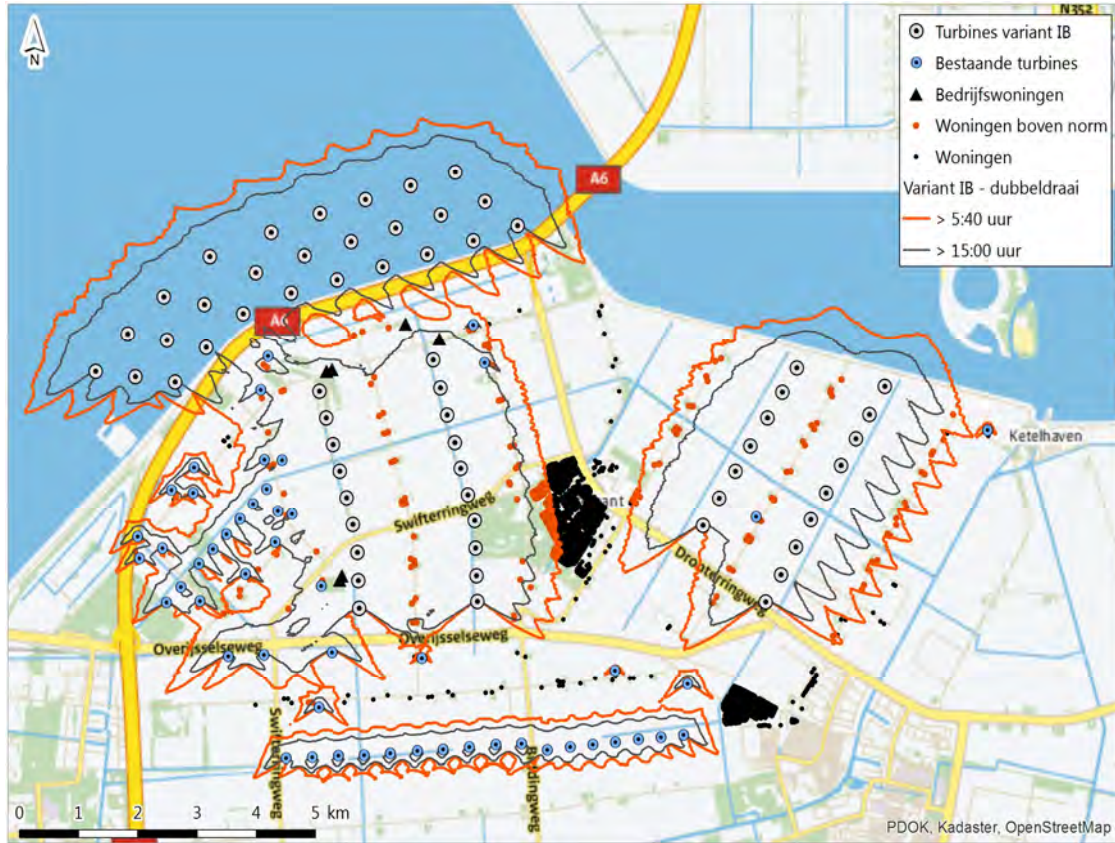 N352
N
Turbines variant IB
Bestaande turbines
Bedrijfswoningen
Woningen boven norm
Woningen
Variant IB - dubbeldraai
> 5:40 uur
> 15:00 uur
A6
A6
Ketelhaven
Swifterringweg
ant
Dronterringweg
Overijsselseweg
Overijsselseweg
Swifterringweg
0 1 2 3 4 5 km
PDOK, Kadaster, OpenStreetMap